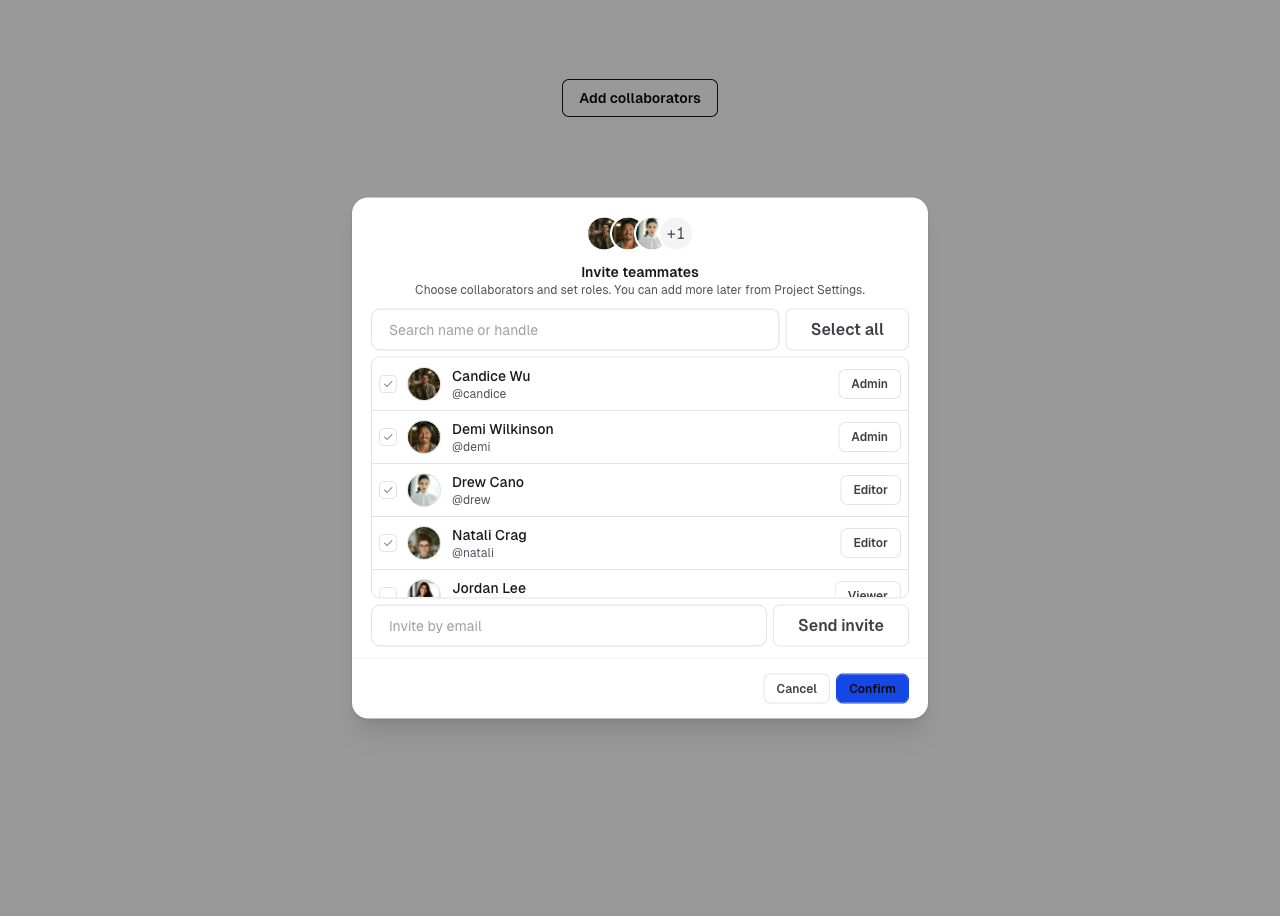 Add collaborators
+1
Invite teammates
Choose collaborators and set roles. You can add more later from Project Settings.
Search name or handle
Select all
Candice Wu
@candice
Admin
Demi Wilkinson
@demi
Admin
Drew Cano
@drew
Editor
Natali Crag
@natali
Editor
Jordan Lee
Viewer
Invite by email
Send invite
Cancel
Confirm